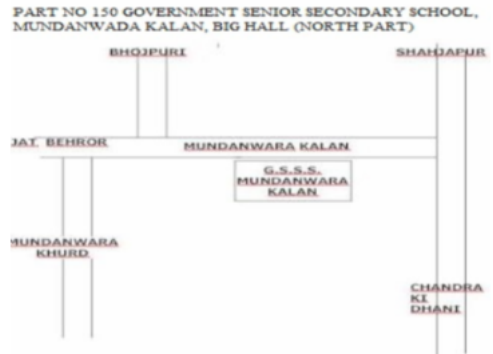 PART NO 150 GOVERNMENT SENIOR SECONDARY SCHOOL,
MUNDANWADA KALAN, BIG HALL (NORTH PART)
BHOJPURI
SHAHJAPUR
JAT BEHROR
MUNDANWARA KALAN
G.S.S.S.
MUNDANWARA
KALAN
MUNDANWARA
KHURD
CHANDRA
KI
DHANI